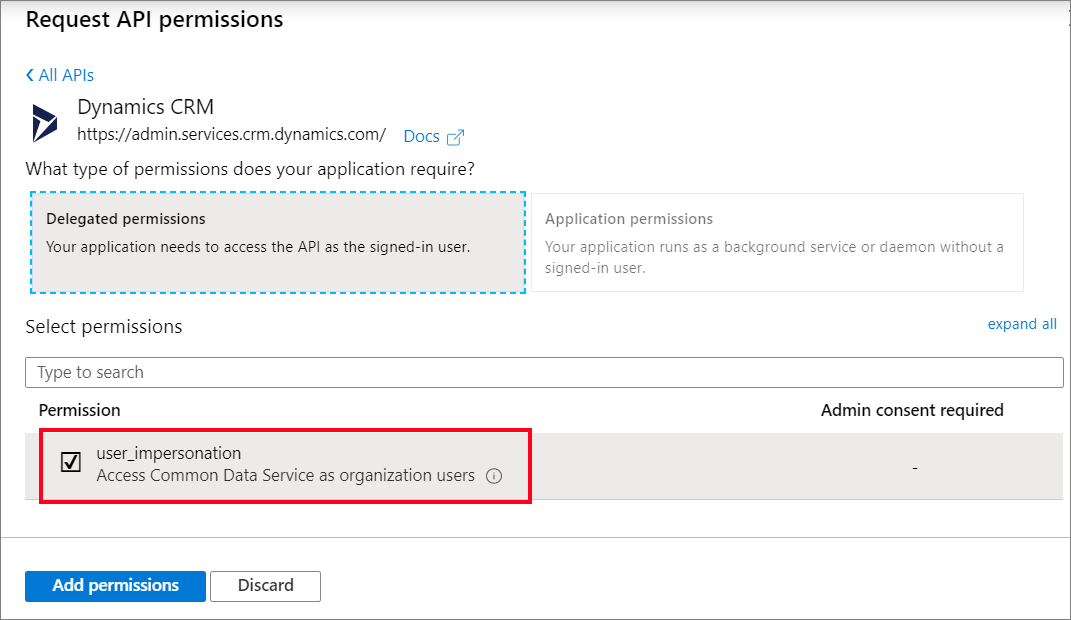 Request API permissions
All APIs
Dynamics CRM
https://admin.services.crm.dynamics.com/ Docs
What type of permissions does your application require?
Delegated permissions
Your application needs to access the API as the signed-in user.
Application permissions
Your application runs as a background service or daemon without a
signed-in user.
Select permissions
expand all
Type to search
Permission
Admin consent required
user_impersonation
Access Common Data Service as organization users
-
Add permissions
Discard